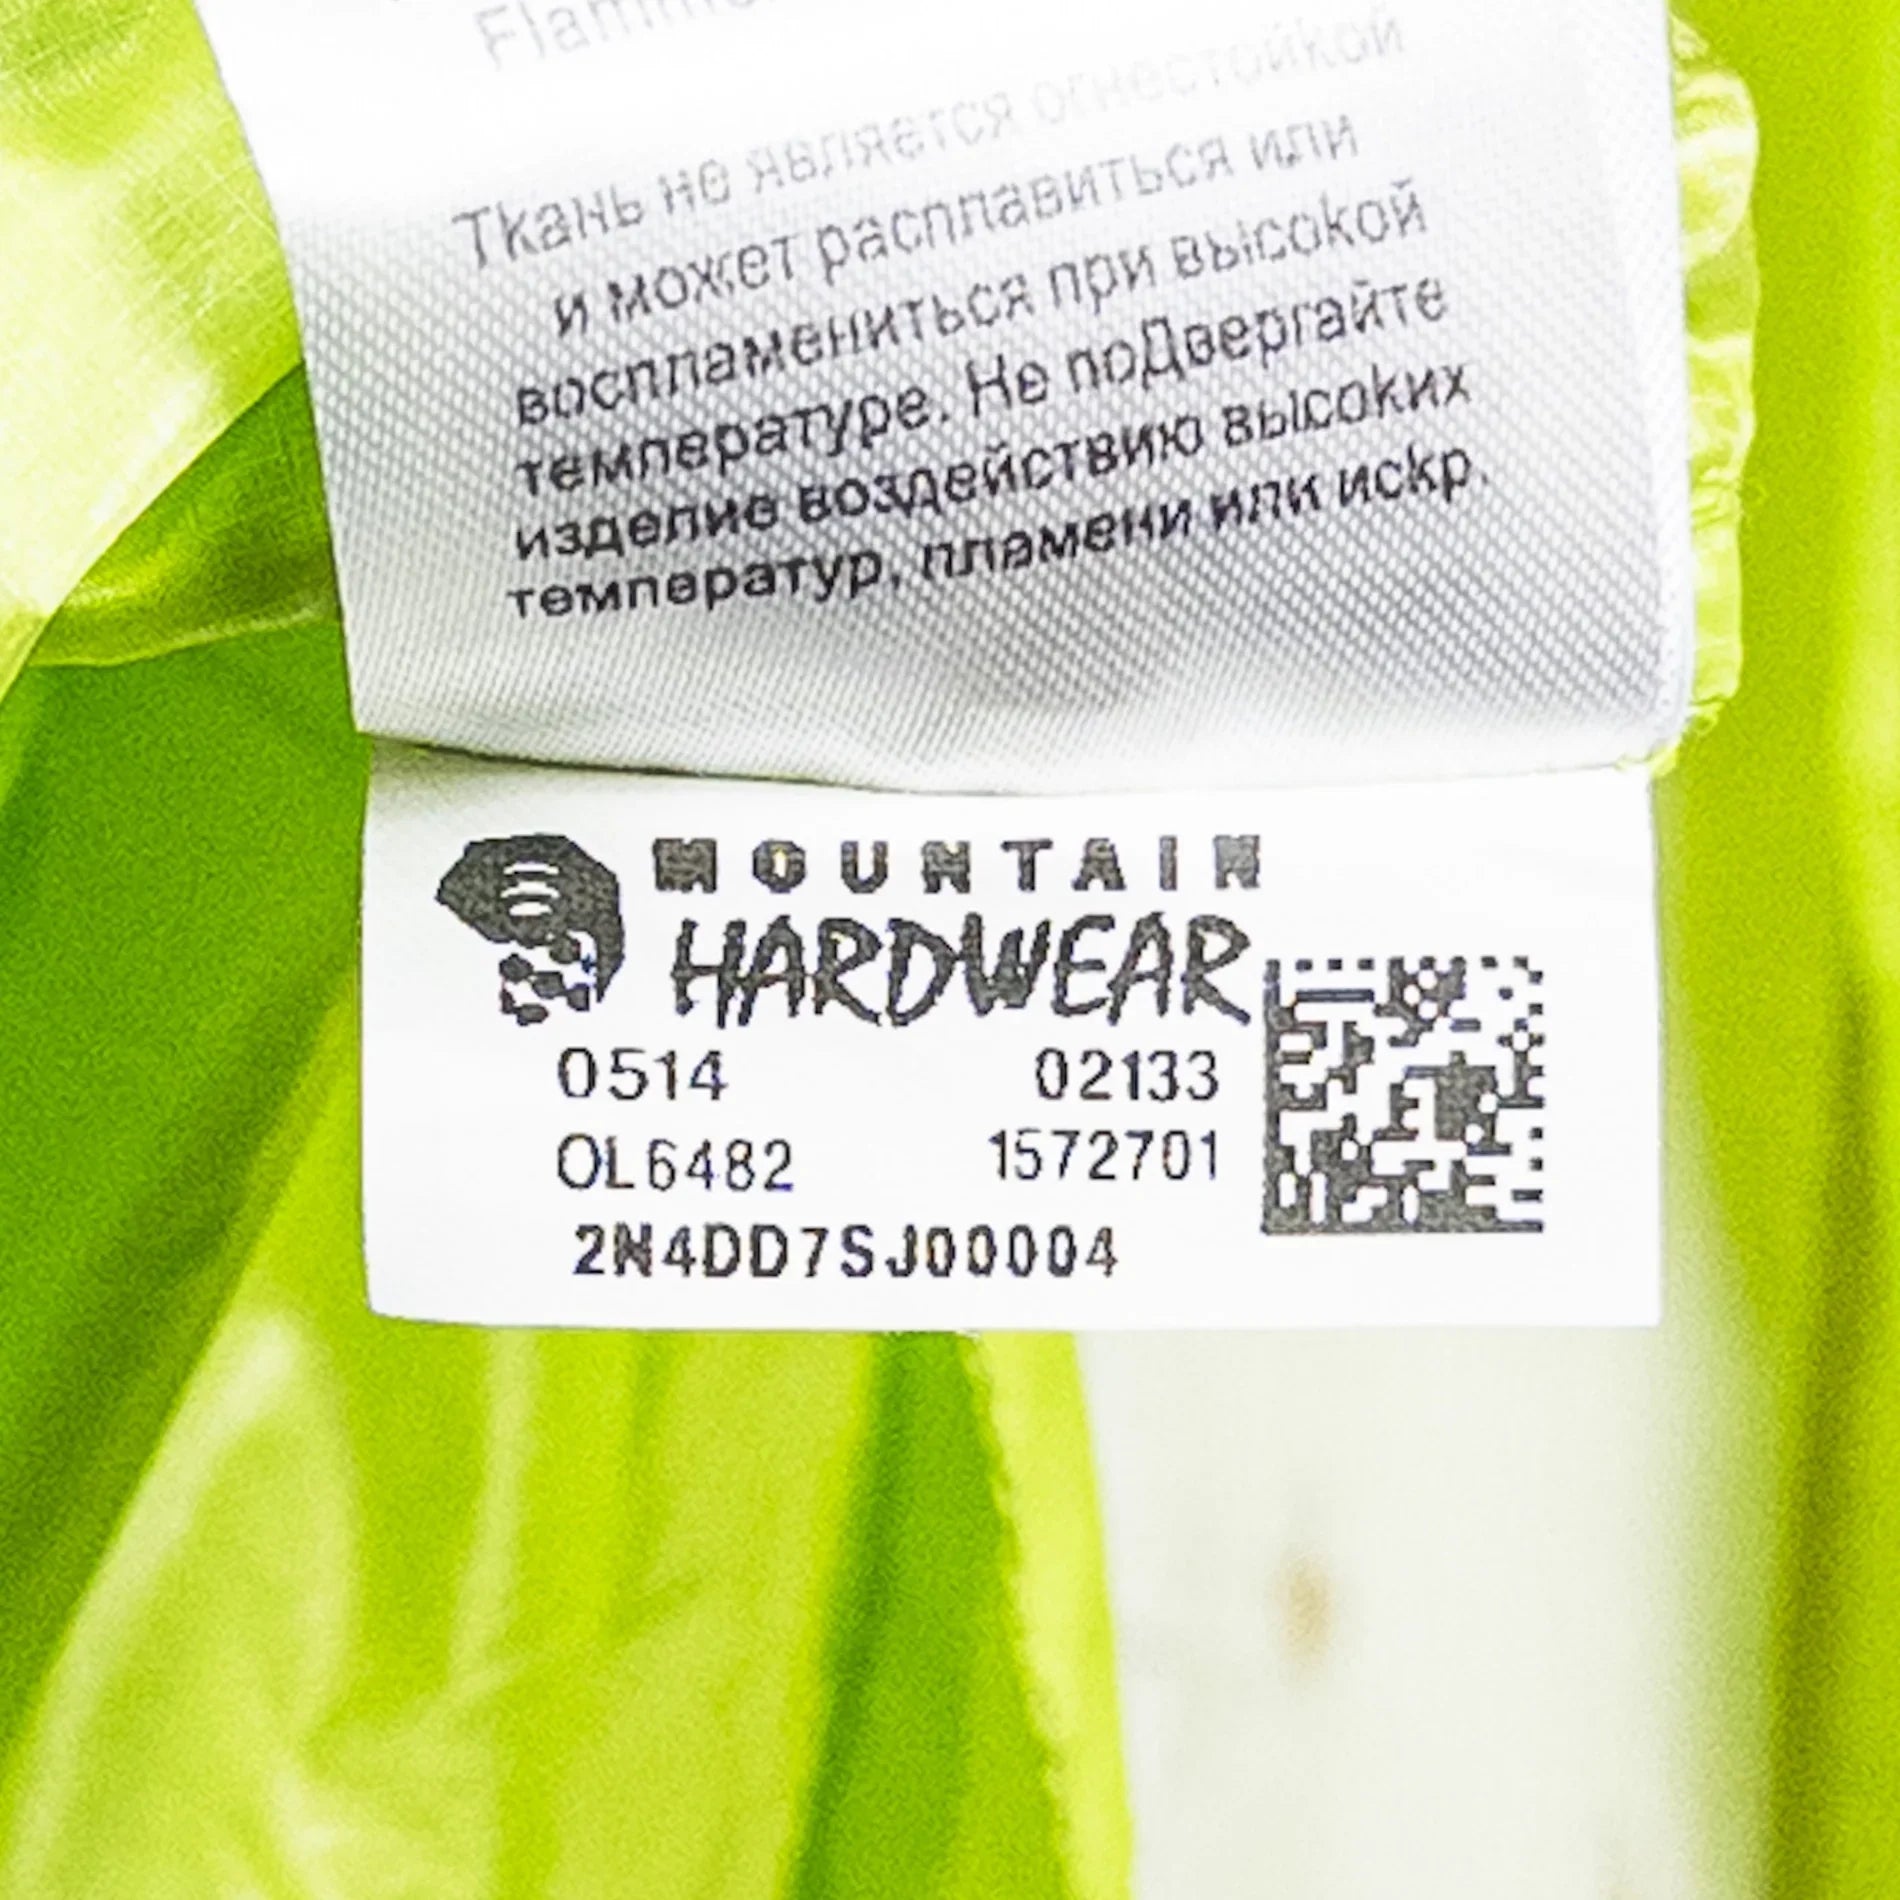 Ткань не является огнестойкой
и может расплавиться или
воспламениться при высокой
температуре. Не поДвергайте
изделие воздействию высоких
температур, пламени или искр.
MOUNTAIN
HARDWEAR
0514 02133
OL6482 1572701
2N4DD7SJ00004